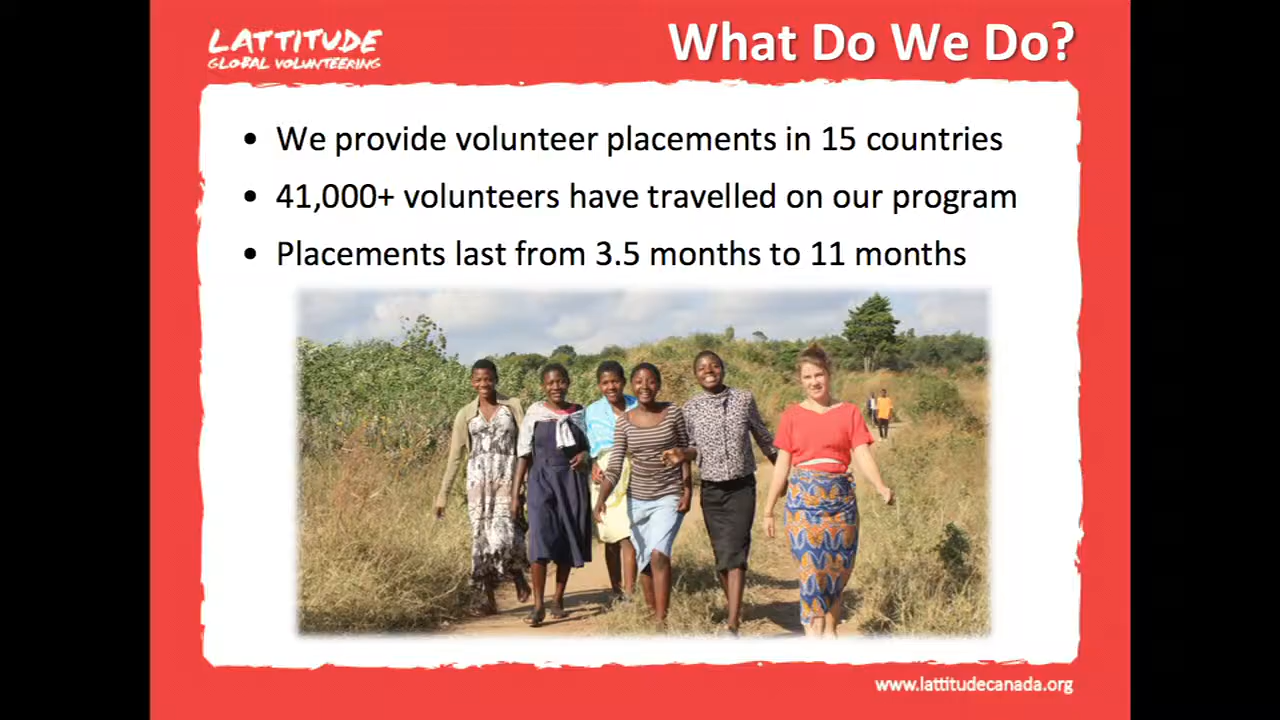 LATTITUDE
GLOBAL VOLUNTEERING
What Do We Do?
• We provide volunteer placements in 15 countries
• 41,000+ volunteers have travelled on our program
• Placements last from 3.5 months to 11 months
www.lattitudecanada.org